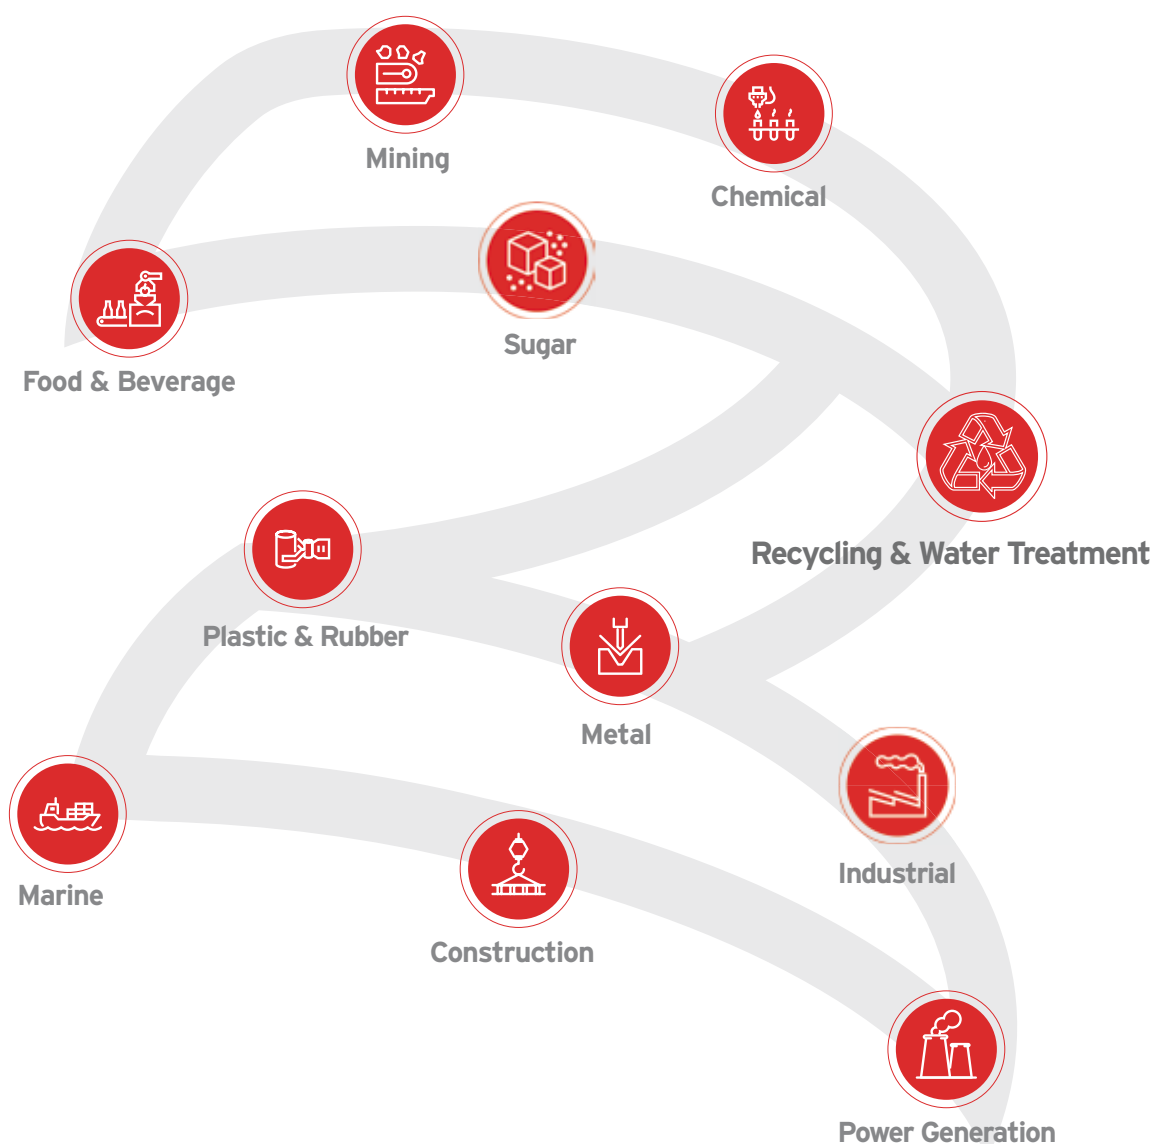 Mining
Chemical
Sugar
Food & Beverage
Recycling & Water Treatment
Plastic & Rubber
Metal
Industrial
Marine
Construction
Power Generation